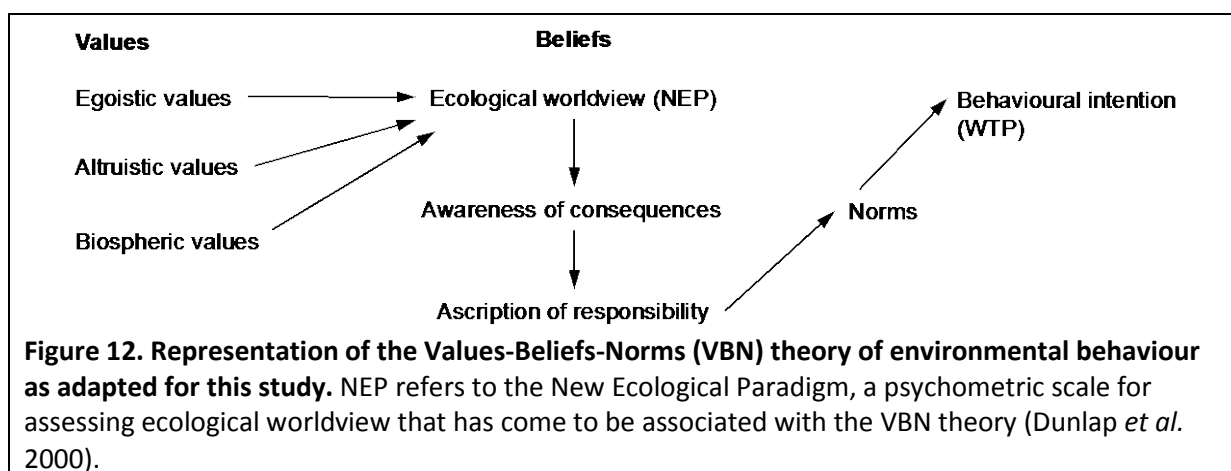 Values
Beliefs
Egoistic values
Ecological worldview (NEP)
Behavioural intention
(WTP)
Altruistic values
Awareness of consequences
Norms
Biospheric values
Ascription of responsibility
Figure 12. Representation of the Values-Beliefs-Norms (VBN) theory of environmental behaviour
as adapted for this study. NEP refers to the New Ecological Paradigm, a psychometric scale for
assessing ecological worldview that has come to be associated with the VBN theory (Dunlap et al.
2000).